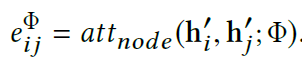 e_{ij}^{Φ} = att_{node}(h'_i, h'_j; Φ).